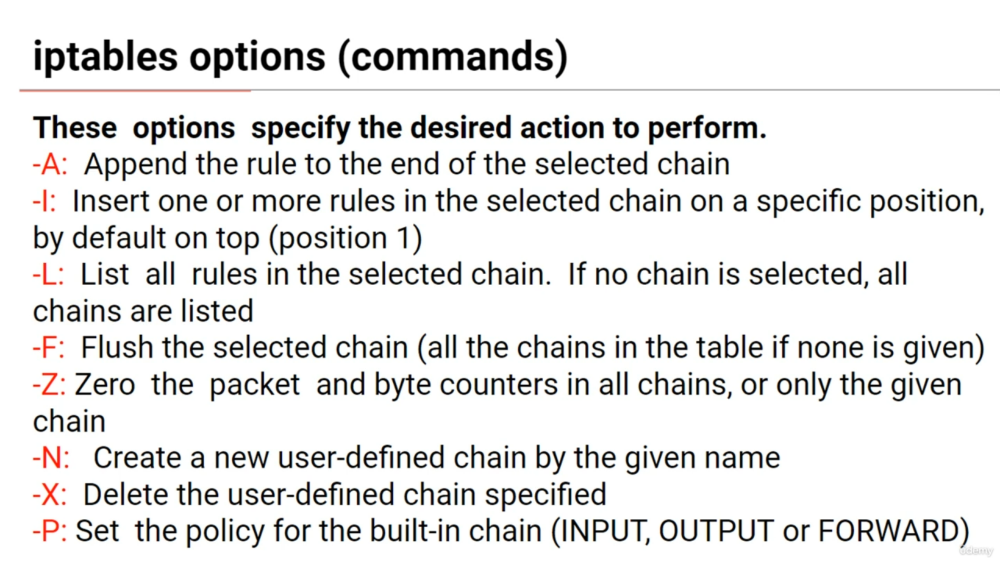 iptables options (commands)
These options specify the desired action to perform.
-A: Append the rule to the end of the selected chain
-I: Insert one or more rules in the selected chain on a specific position,
by default on top (position 1)
-L: List all rules in the selected chain. If no chain is selected, all
chains are listed
-F: Flush the selected chain (all the chains in the table if none is given)
-Z: Zero the packet and byte counters in all chains, or only the given
chain
-N: Create a new user-defined chain by the given name
-X: Delete the user-defined chain specified
-P: Set the policy for the built-in chain (INPUT, OUTPUT or FORWARD)
ûdemy